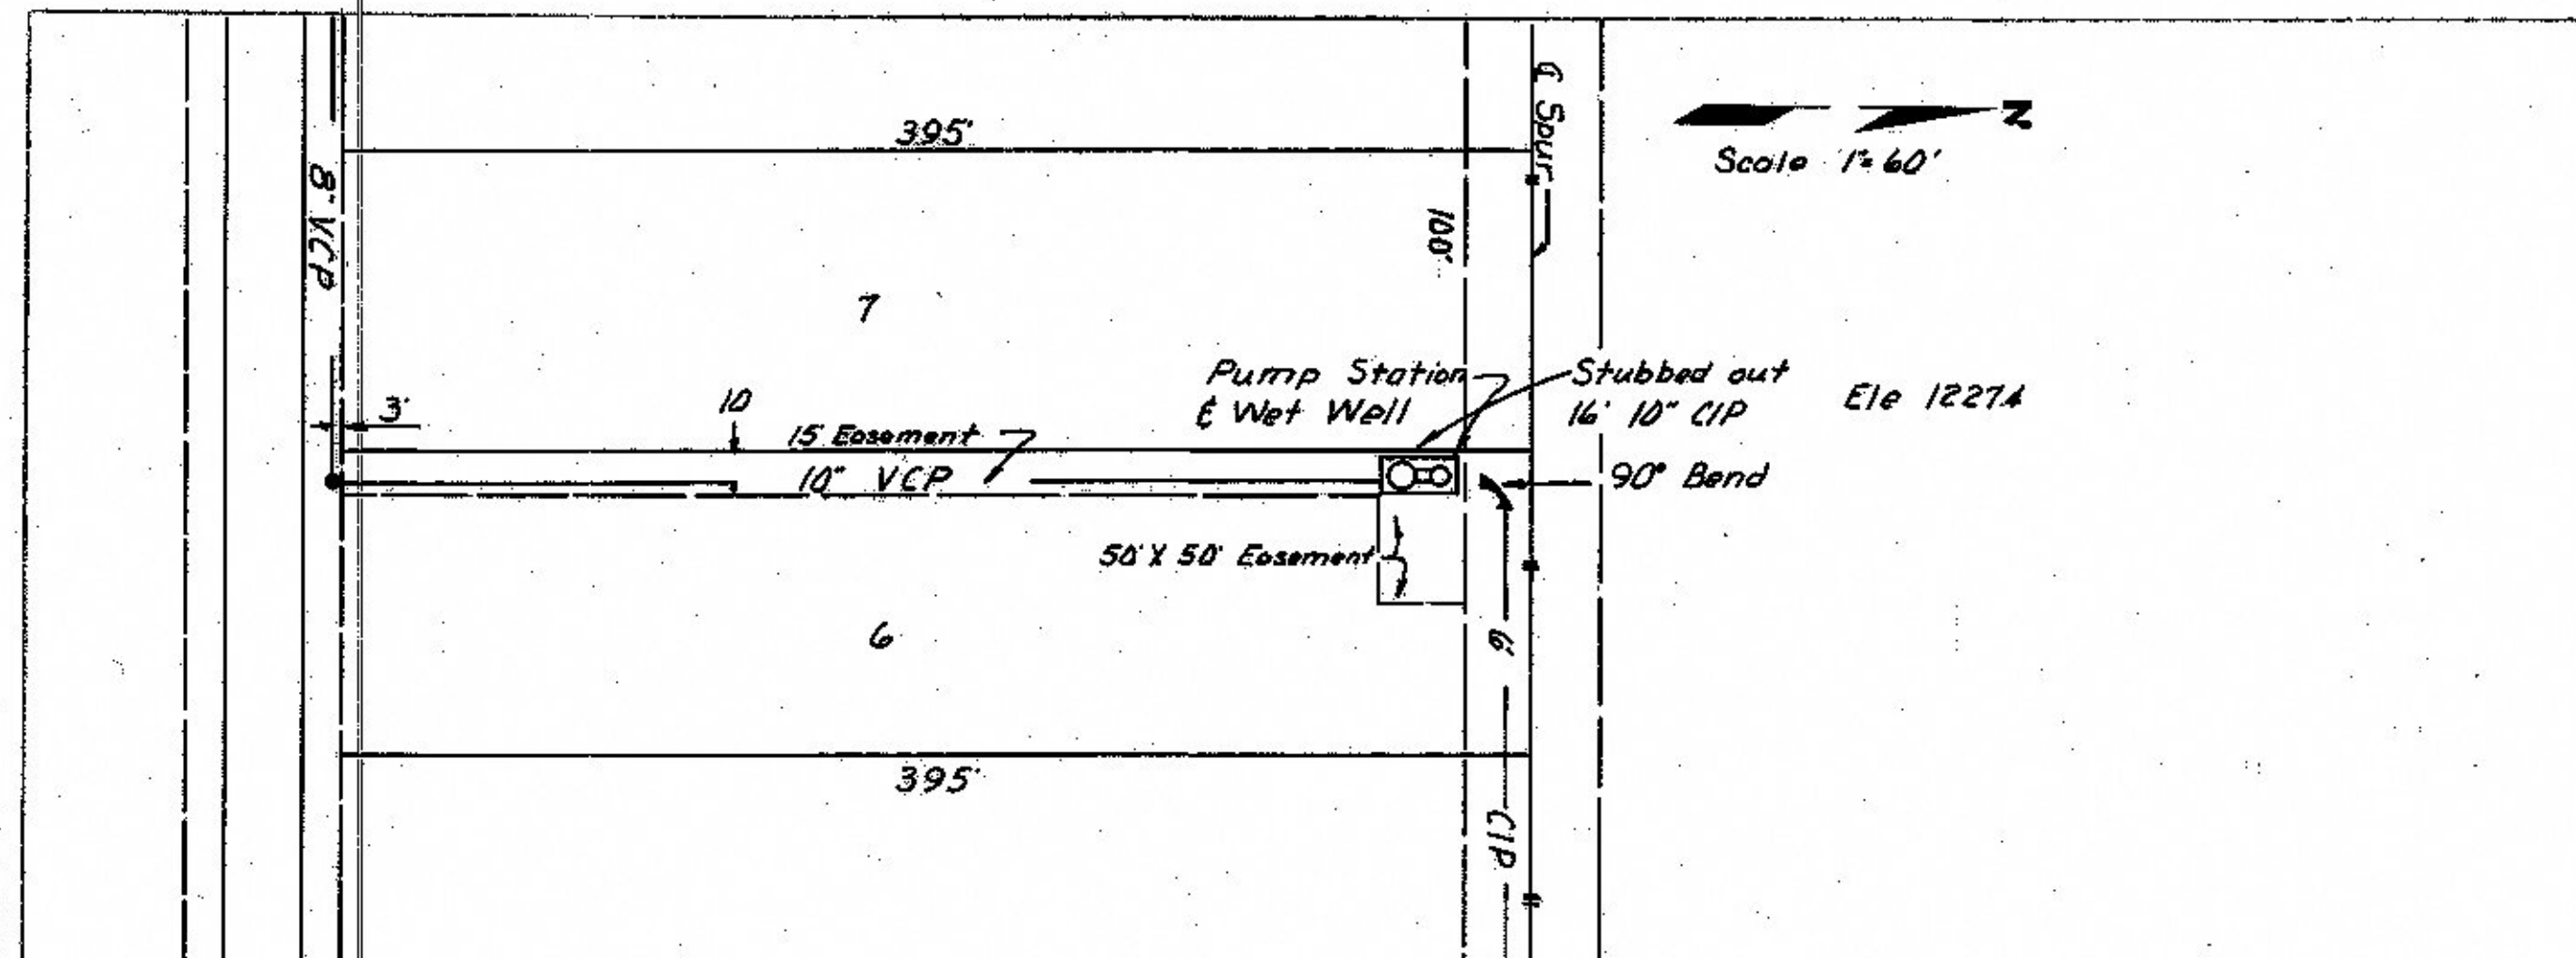 395'
℄ Spur
Z
Scale 1"=60'
8" VCP
100'
7
Pump Station
& Wet Well
Stubbed out
16' 10" CIP
Ele 1227.4
3'
10
15' Easement
10" VCP
90° Bend
50' X 50' Easement
6
6"
395'
CIP